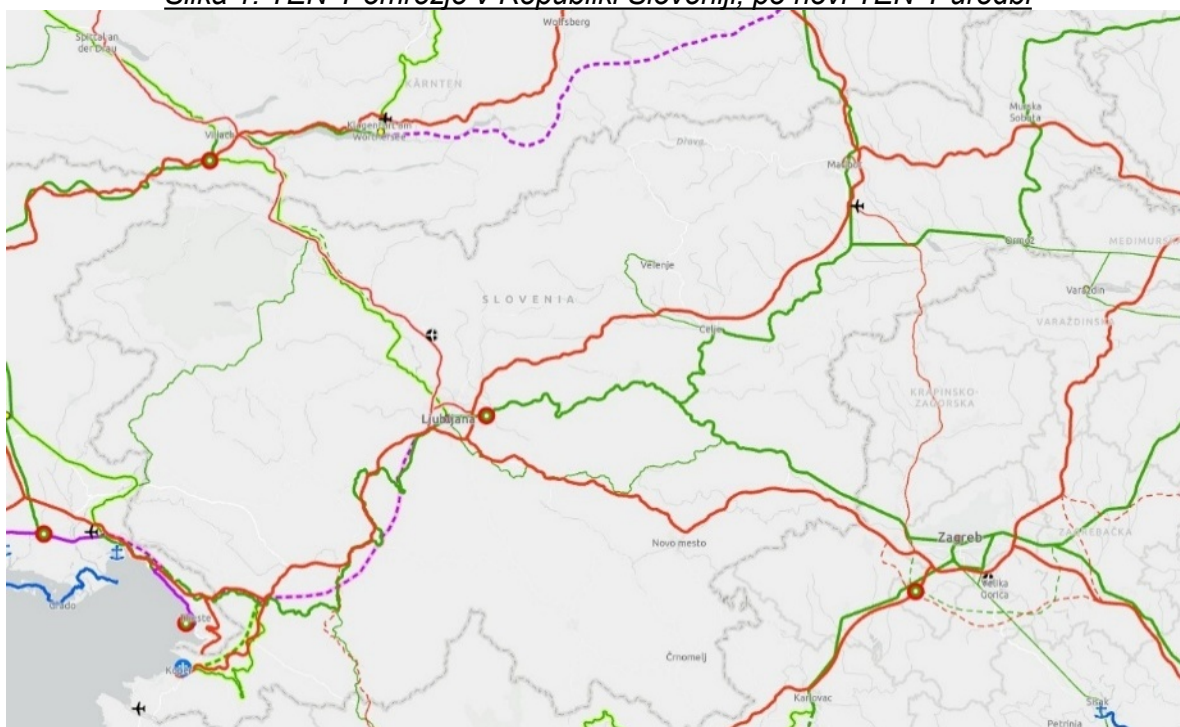 Slika 1: TEN-T omrežje v Republiki Sloveniji, po novi TEN-T uredbi
Spittal an
der Drau
Wolfsberg
KÄRNTEN
Klagenfurt am
Wörthersee
Villach
Murska
Sobota
Drava
Maribor
Ormož
MEĐIMURSKA
Velenje
SLOVENIA
Varaždin
VARAŽDINSKA
Celje
KRAPINSKO-
ZAGORSKA
Ljubljana
Novo mesto
Zagreb
ZAGREBAČKA
Velika
Gorica
Grado
Trieste
Koper
Črnomelj
Karlovac
Sisak
Petrinja